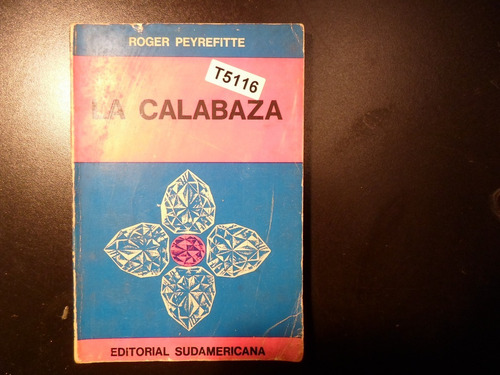 ROGER PEYREFITTE
T5116
LA CALABAZA
EDITORIAL SUDAMERICANA